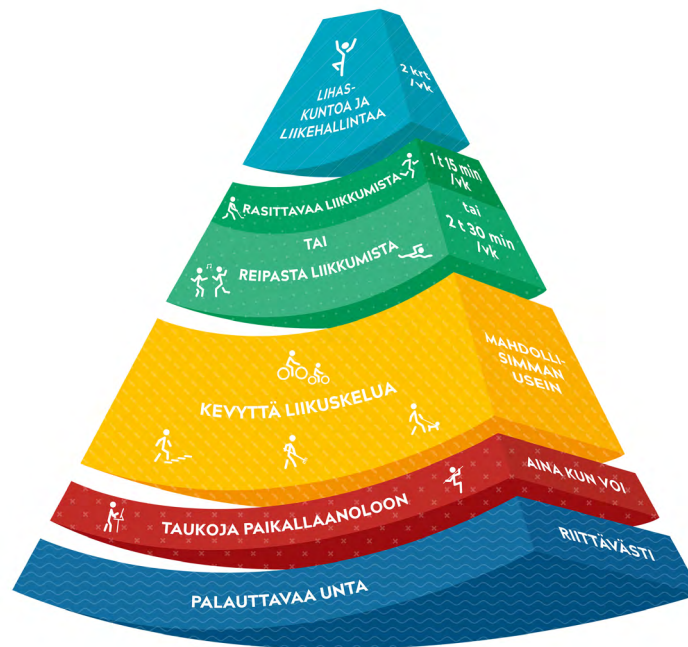 LIHAS-
KUNTOA JA
LIIKEHALLINTAA
2 krt
/vk
RASITTAVAA LIIKKUMISTA
1 t 15 min
/vk
TAI
tai
REIPASTA LIIKKUMISTA
2 t 30 min
/vk
KEVYTTÄ LIIKUSKELUA
MAHDOLLI-
SIMMAN
USEIN
TAUKOJA PAIKALLAANOLOON
AINA KUN VOI
PALAUTTAVAA UNTA
RIITTÄVÄSTI